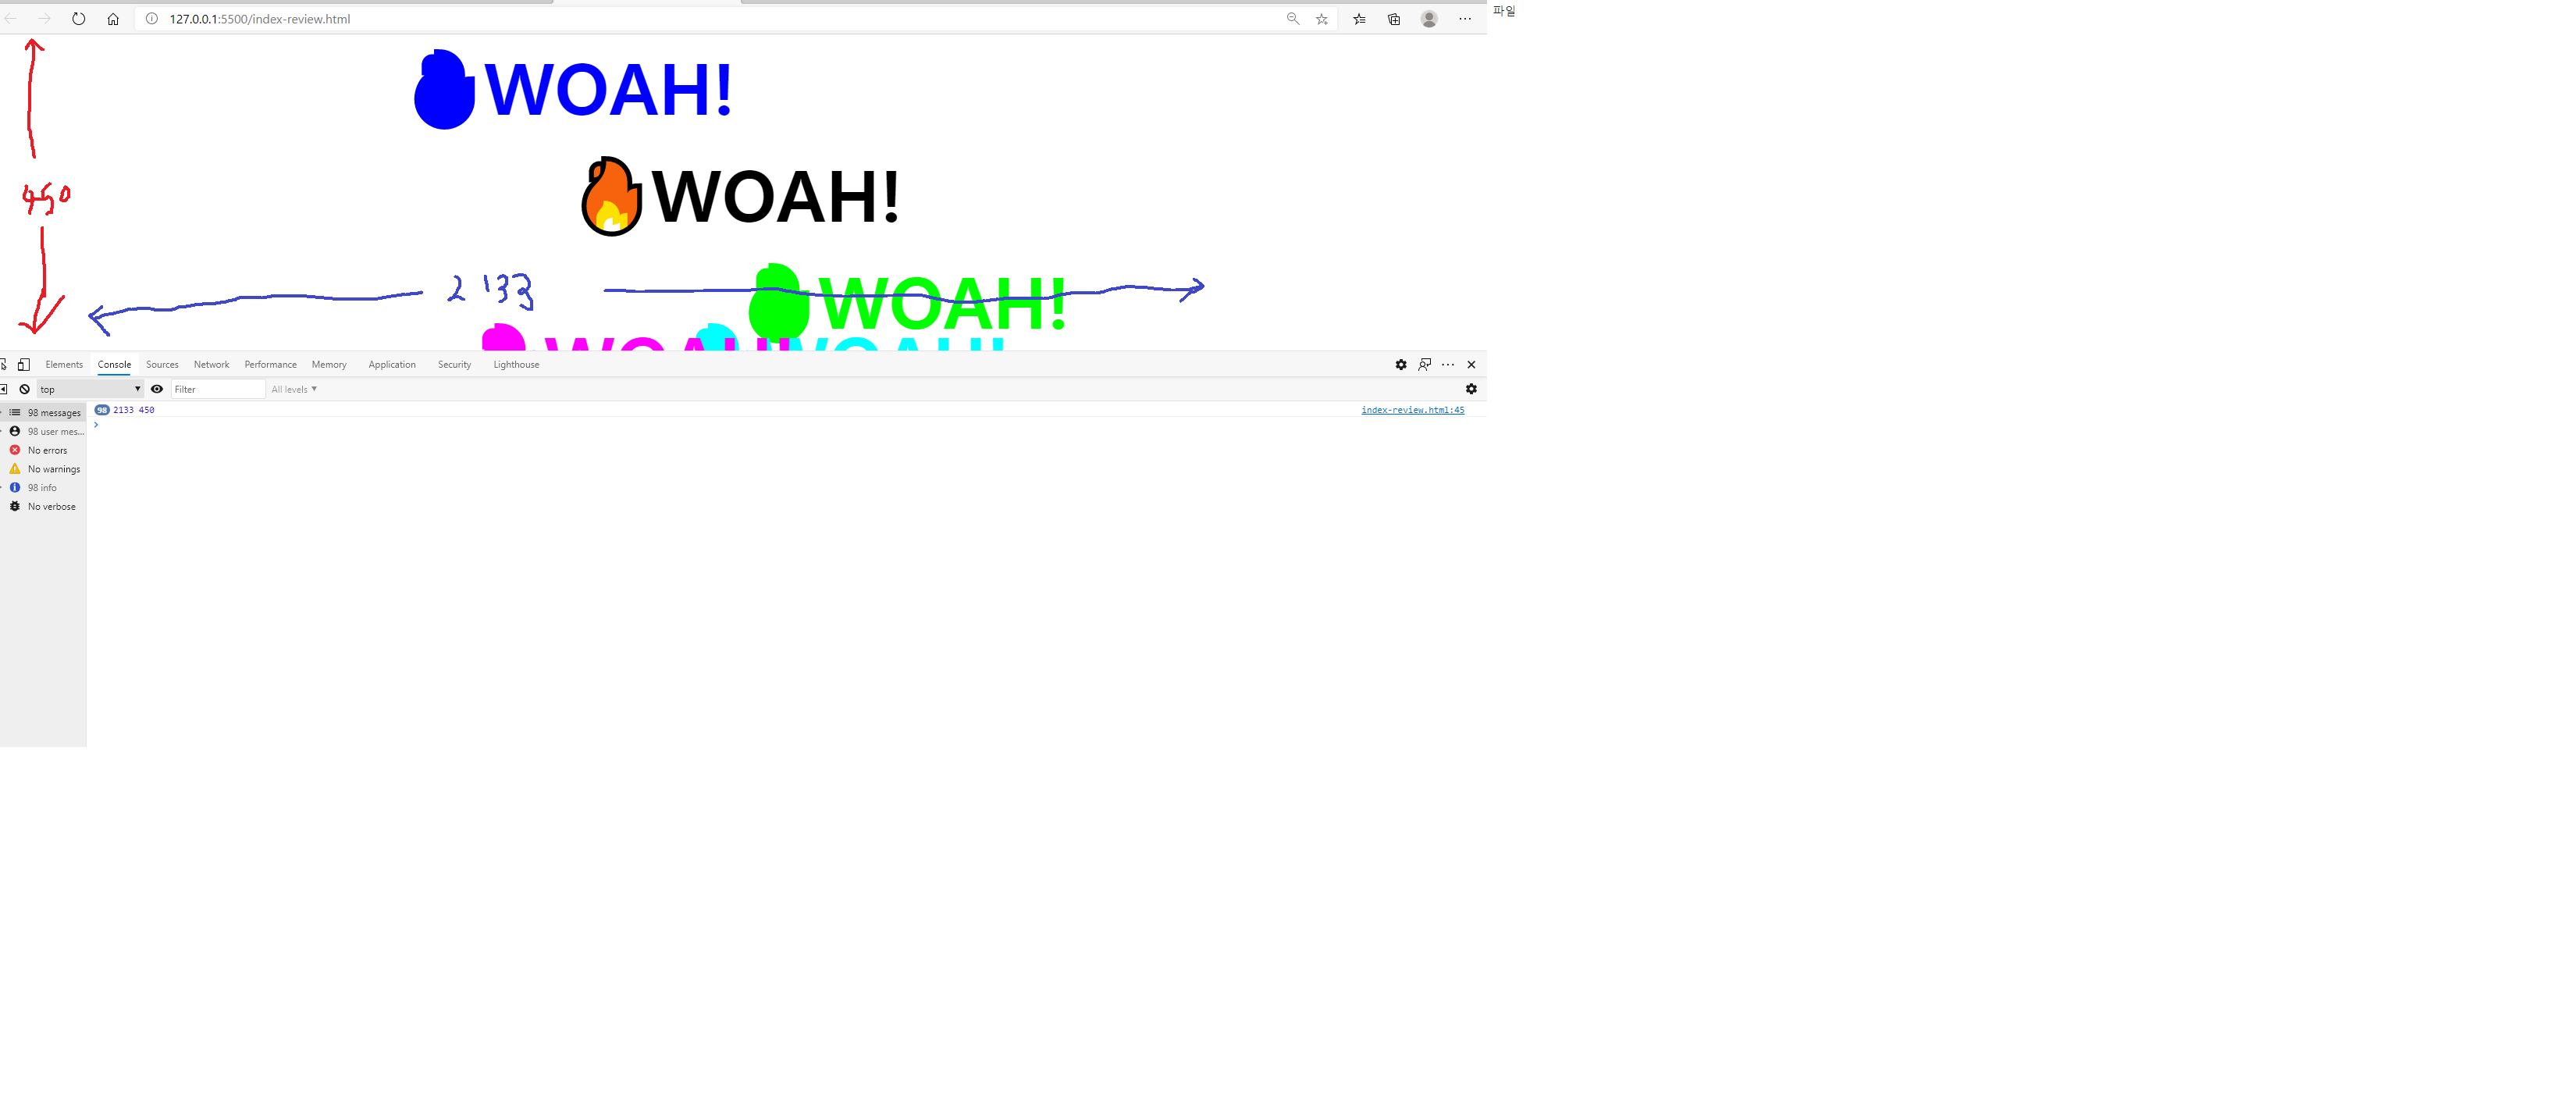 127.0.0.1:5500/index-review.html
파일
WOAH!
WOAH!
450
2133
WOAH!
WOAH!
WOAH!
Elements Console Sources Network Performance Memory Application Security Lighthouse
top Filter All levels
98 messages
98 2133 450 index-review.html:45
98 user mes...
No errors
No warnings
98 info
No verbose